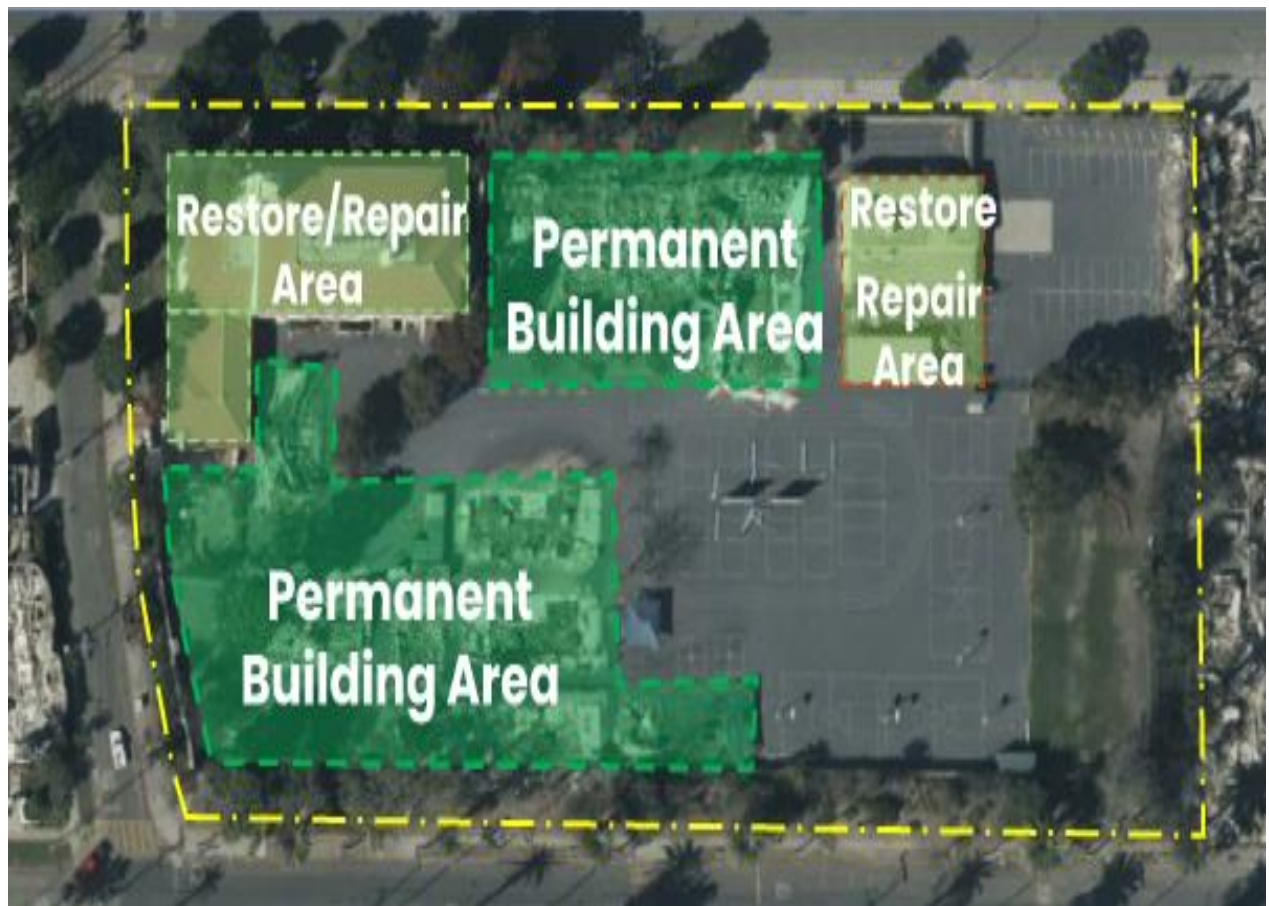 Restore/Repair
Area
Permanent
Building Area
Restore
Repair
Area
Permanent
Building Area